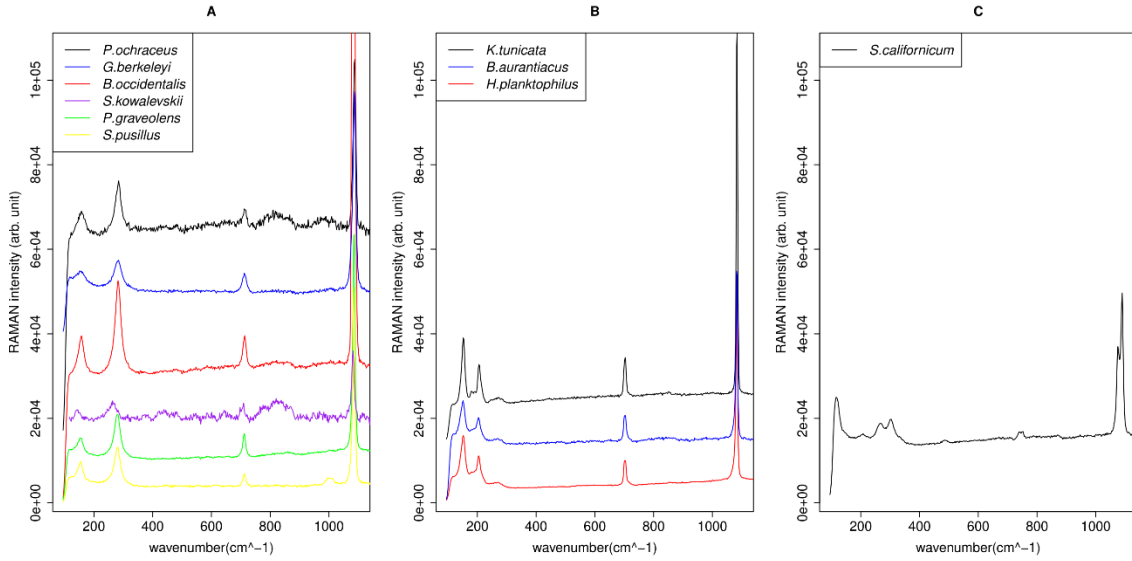 A
P.ochraceus
G.berkeleyi
B.occidentalis
S.kowalevskii
P.graveolens
S.pusillus
RAMAN intensity (arb. unit)
0e+00
2e+04
4e+04
6e+04
8e+04
1e+05
200
400
600
800
1000
wavenumber(cm^-1)
B
K.tunicata
B.aurantiacus
H.planktophilus
RAMAN intensity (arb. unit)
0e+00
2e+04
4e+04
6e+04
8e+04
1e+05
200
400
600
800
1000
wavenumber(cm^-1)
C
S.californicum
RAMAN intensity (arb. unit)
0e+00
2e+04
4e+04
6e+04
8e+04
1e+05
200
400
600
800
1000
wavenumber(cm^-1)